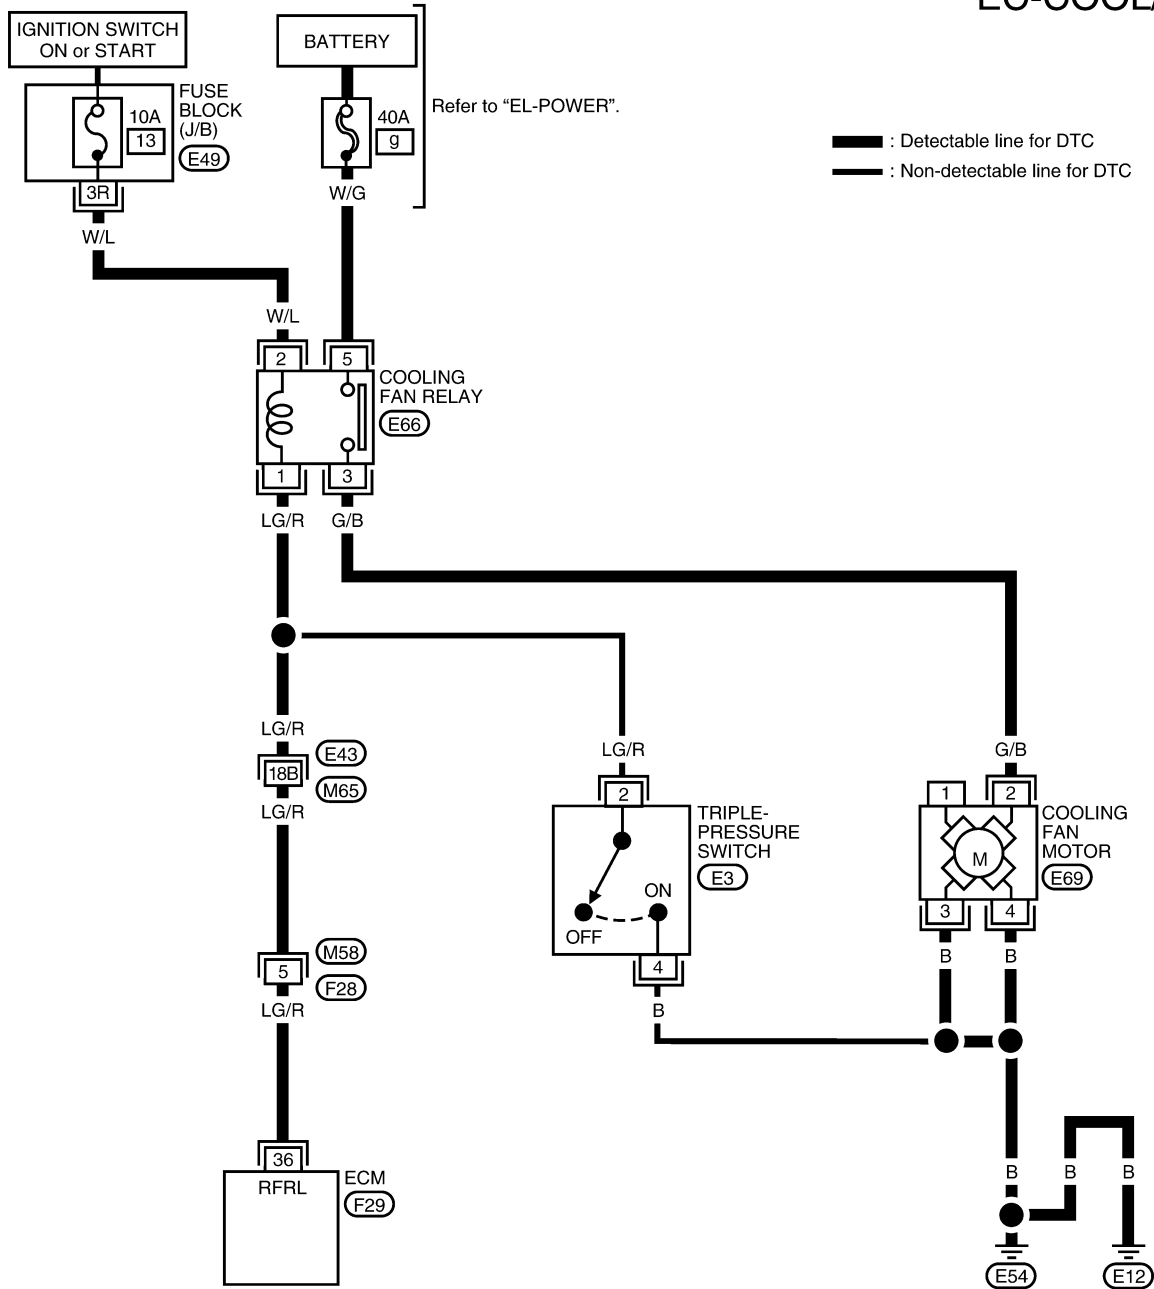 EC-COOL/
IGNITION SWITCH
ON or START
BATTERY
FUSE
BLOCK
(J/B)
E49
10A
13
40A
g
Refer to “EL-POWER”.
: Detectable line for DTC
: Non-detectable line for DTC
3R
W/G
W/L
W/L
2
5
COOLING
FAN RELAY
E66
1
3
LG/R
G/B
LG/R
E43
18B
M65
LG/R
LG/R
G/B
2
TRIPLE-
PRESSURE
SWITCH
E3
ON
OFF
4
B
1
2
COOLING
FAN
MOTOR
E69
M
3
4
B
B
M58
5
F28
LG/R
36
RFRL
ECM
F29
B
B
B
E54
E12